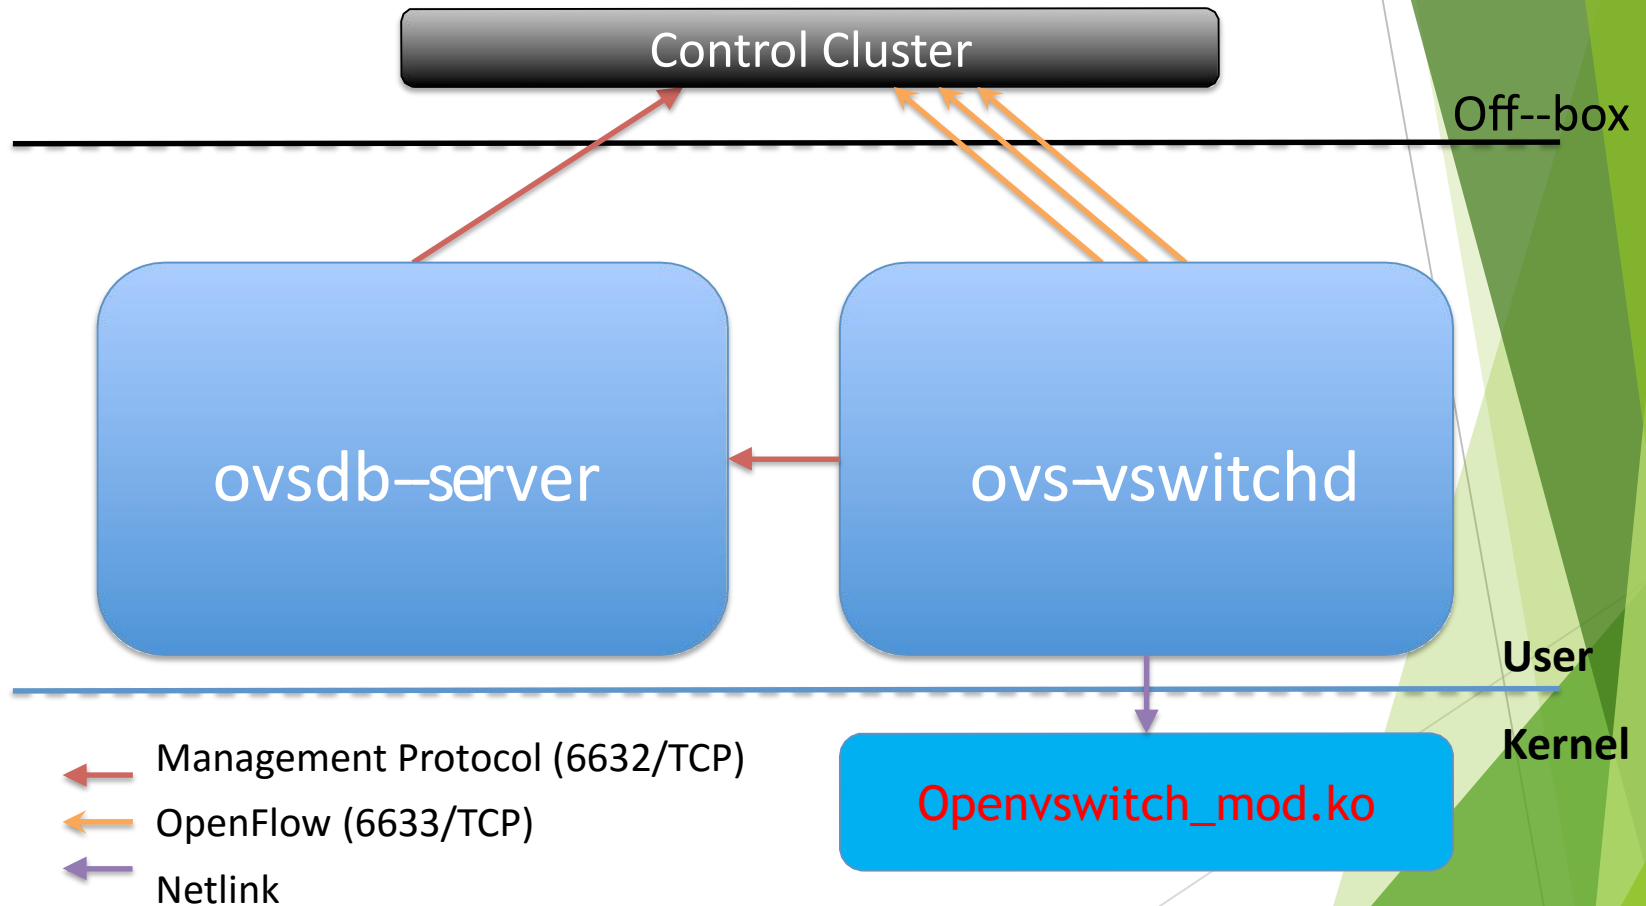 Control Cluster
Off--box
ovsdb--server
ovs--vswitchd
User
Kernel
Management Protocol (6632/TCP)
OpenFlow (6633/TCP)
Netlink
Openvswitch_mod.ko